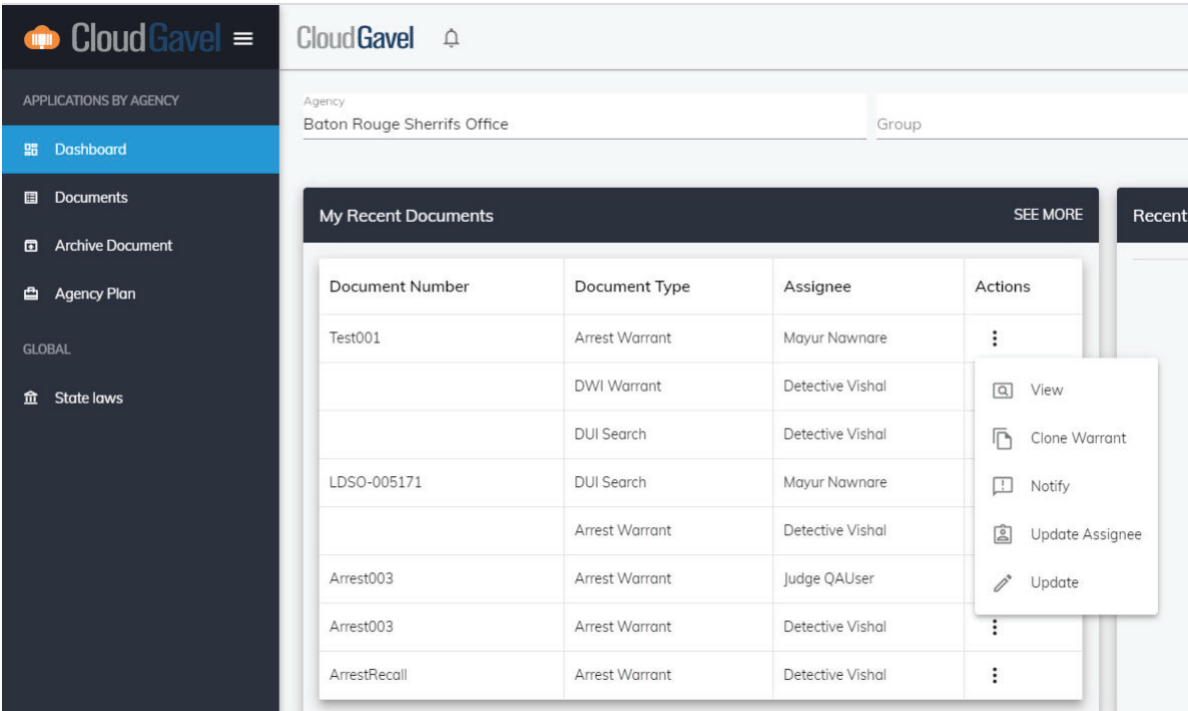 CloudGavel
CloudGavel
APPLICATIONS BY AGENCY
Dashboard
Documents
Archive Document
Agency Plan
GLOBAL
State laws
Agency
Baton Rouge Sherrifs Office
Group
My Recent Documents SEE MORE
Document Number Document Type Assignee Actions
Test001 Arrest Warrant Mayur Nawnare
DWI Warrant Detective Vishal
DUI Search Detective Vishal
LDSO-005171 DUI Search Mayur Nawnare
Arrest Warrant Detective Vishal
Arrest003 Arrest Warrant Judge QAUser
Arrest003 Arrest Warrant Detective Vishal
ArrestRecall Arrest Warrant Detective Vishal
View
Clone Warrant
Notify
Update Assignee
Update
Recent